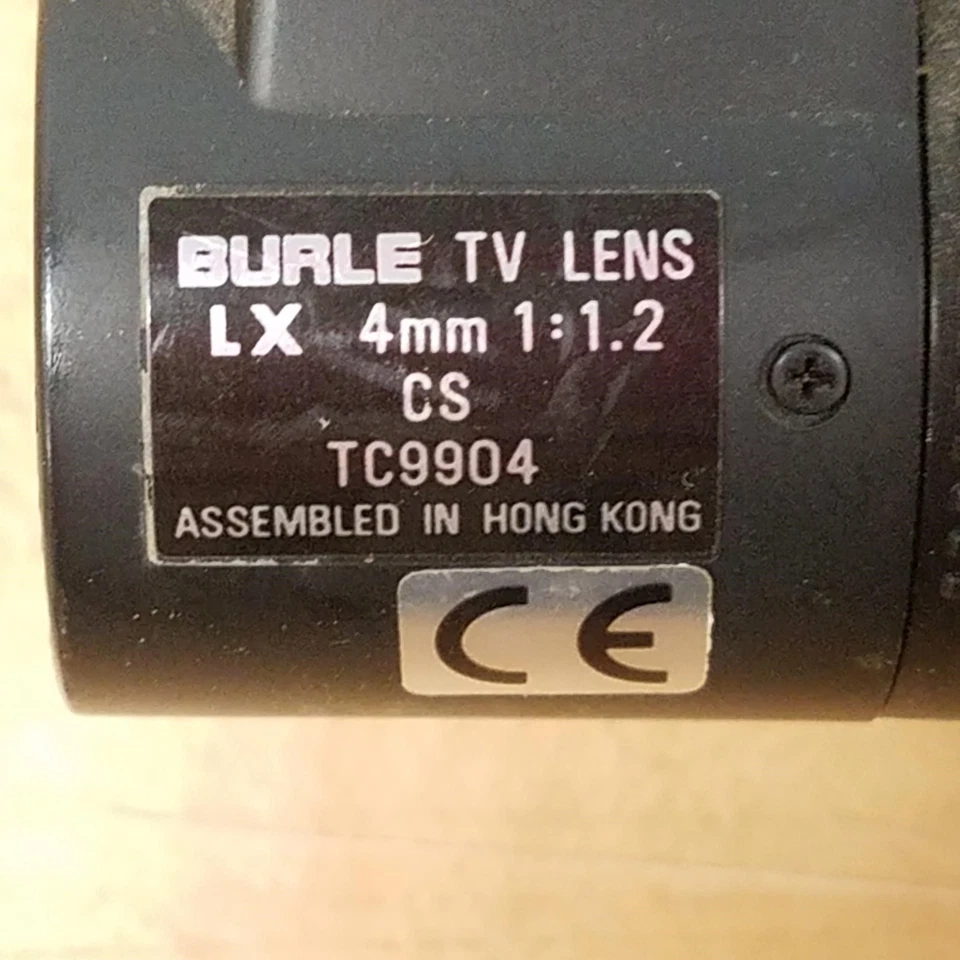 BURLE TV LENS
LX 4mm 1:1.2
CS
TC9904
ASSEMBLED IN HONG KONG
CE